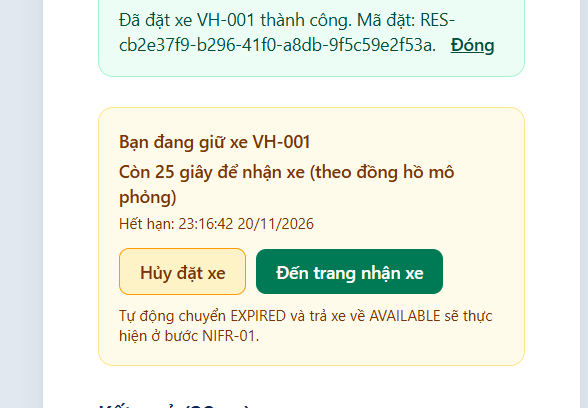 Đã đặt xe VH-001 thành công. Mã đặt: RES-
cb2e37f9-b296-41f0-a8db-9f5c59e2f53a. Đóng
Bạn đang giữ xe VH-001
Còn 25 giây để nhận xe (theo đồng hồ mô
phỏng)
Hết hạn: 23:16:42 20/11/2026
Hủy đặt xe
Đến trang nhận xe
Tự động chuyển EXPIRED và trả xe về AVAILABLE sẽ thực
hiện ở bước NIFR-01.